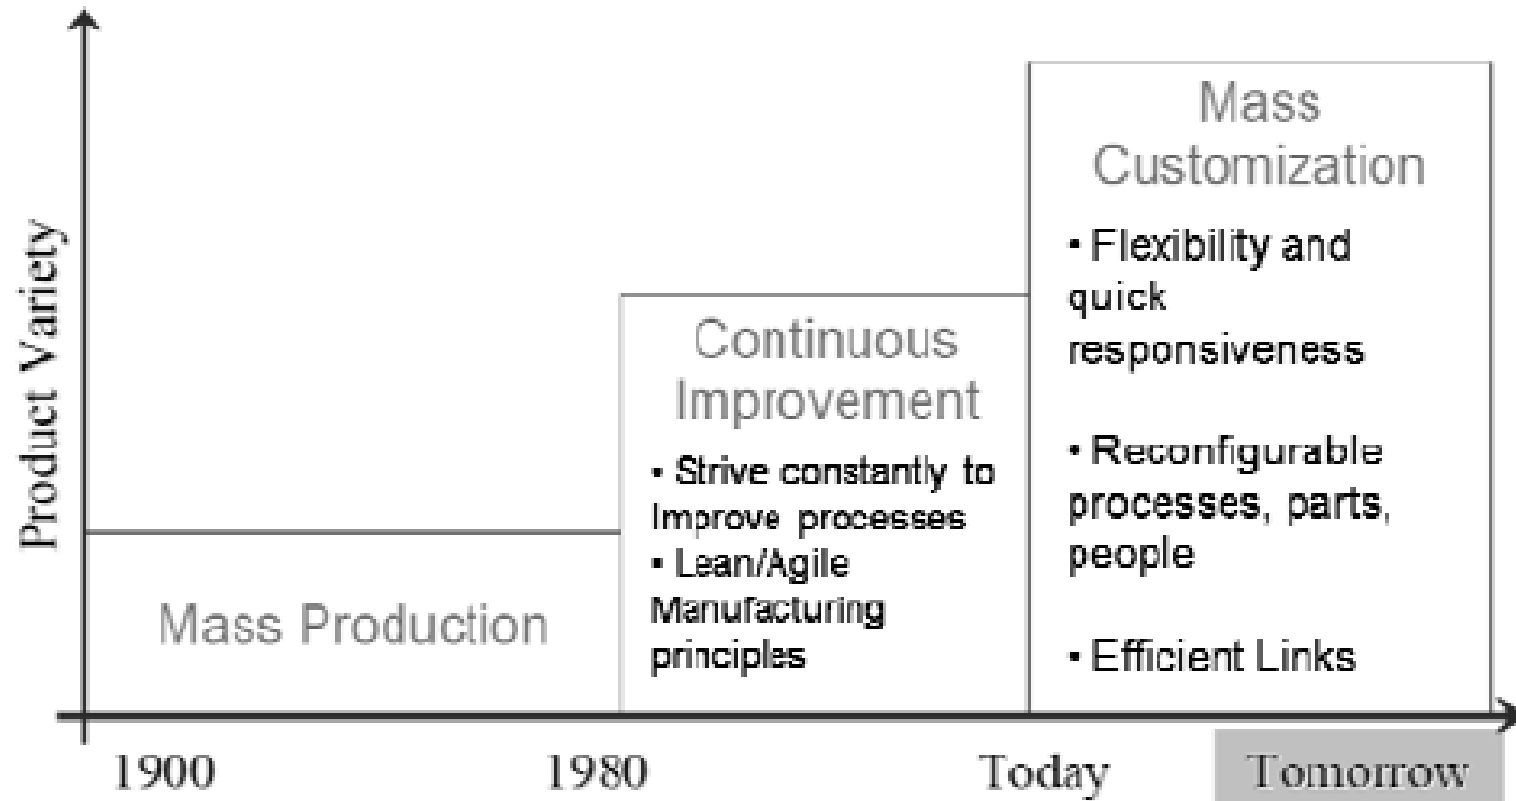 Product Variety
Mass Production
Continuous
Improvement
• Strive constantly to
Improve processes
• Lean/Agile
Manufacturing
principles
Mass
Customization
• Flexibility and
quick
responsiveness
• Reconfigurable
processes, parts,
people
• Efficient Links
1900
1980
Today
Tomorrow